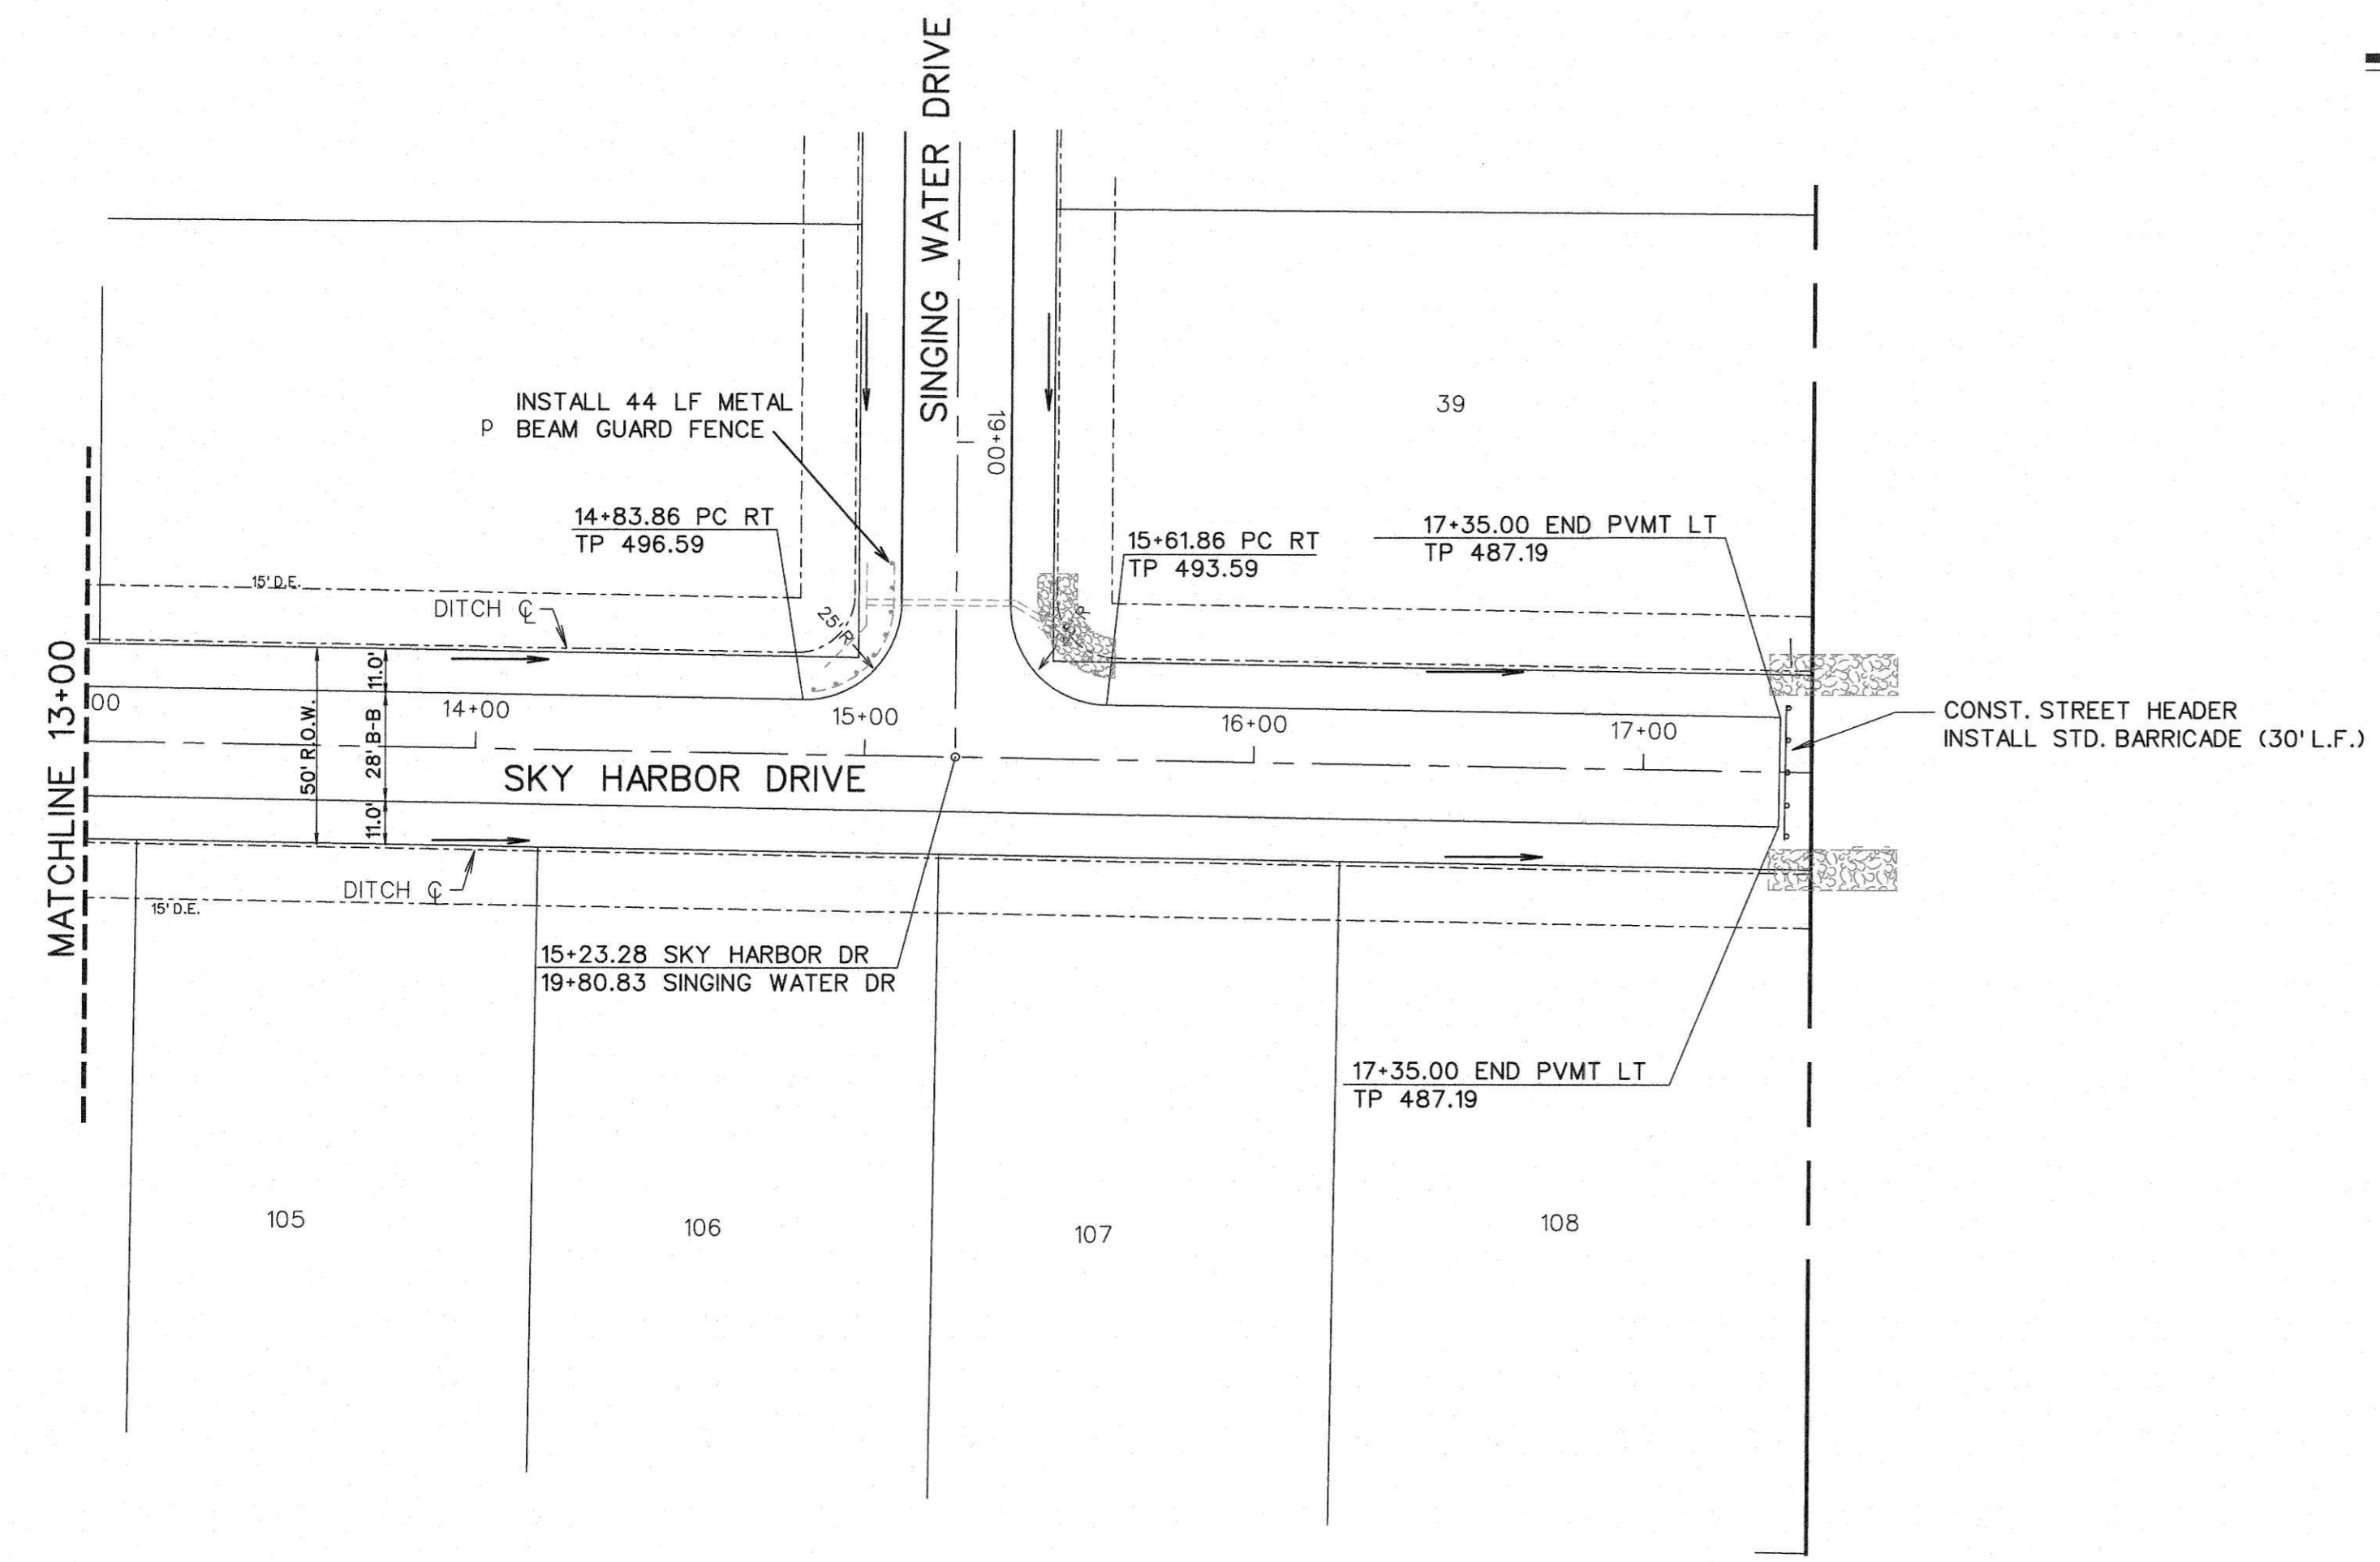 SINGING WATER DRIVE
INSTALL 44 LF METAL
P BEAM GUARD FENCE
19+00
39
14+83.86 PC RT
TP 496.59
15+61.86 PC RT
TP 493.59
17+35.00 END PVMT LT
TP 487.19
15' D.E.
DITCH ℄
25'R
MATCHLINE 13+00
00
50' R.O.W.
11.0'
28' B-B
11.0'
14+00
15+00
16+00
17+00
CONST. STREET HEADER
INSTALL STD. BARRICADE (30' L.F.)
SKY HARBOR DRIVE
DITCH ℄
15' D.E.
15+23.28 SKY HARBOR DR
19+80.83 SINGING WATER DR
17+35.00 END PVMT LT
TP 487.19
105
106
107
108